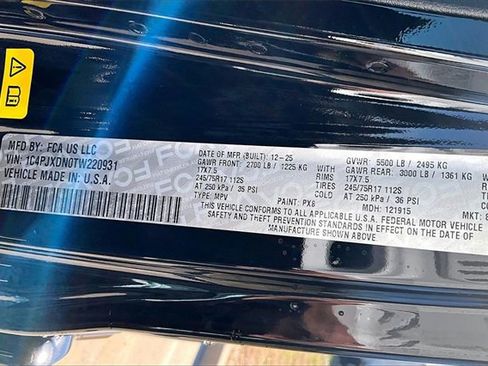 MFD BY: FCA US LLC
DATE OF MFR (BUILT): 12-25
GVWR: 5500 LB / 2495 KG
VIN: 1C4PJXDN0TW220931
GAWR FRONT: 2700 LB / 1225 KG WITH
GAWR REAR: 3000 LB / 1361 KG WITH
VEHICLE MADE IN: U.S.A.
17X7.5 RIMS
17X7.5
245/75R17 112S TIRES
245/75R17 112S
AT 250 kPa / 36 PSI COLD
AT 250 kPa / 36 PSI
TYPE: MPV
PAINT: PX8
MDH: 121915
MKT:
THIS VEHICLE CONFORMS TO ALL APPLICABLE U.S.A. FEDERAL MOTOR VEHICLE
SAFETY AND THEFT PREVENTION STANDARDS IN EFFECT ON THE DATE OF
MANUFACTURE SHOWN ABOVE.